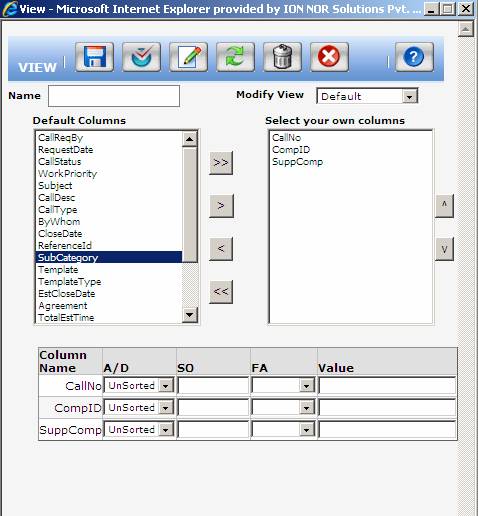 View - Microsoft Internet Explorer provided by ION NOR Solutions Pvt. ...
VIEW
?
Name
Modify View
Default
Default Columns
Select your own columns
CallReqBy
RequestDate
CallStatus
WorkPriority
Subject
CallDesc
CallType
ByWhom
CloseDate
ReferenceId
SubCategory
Template
TemplateType
EstCloseDate
Agreement
TotalEstTime
>>
>
<
<<
CallNo
CompID
SuppComp
^
v
Column Name A/D SO FA Value
CallNo UnSorted
CompID UnSorted
SuppComp UnSorted